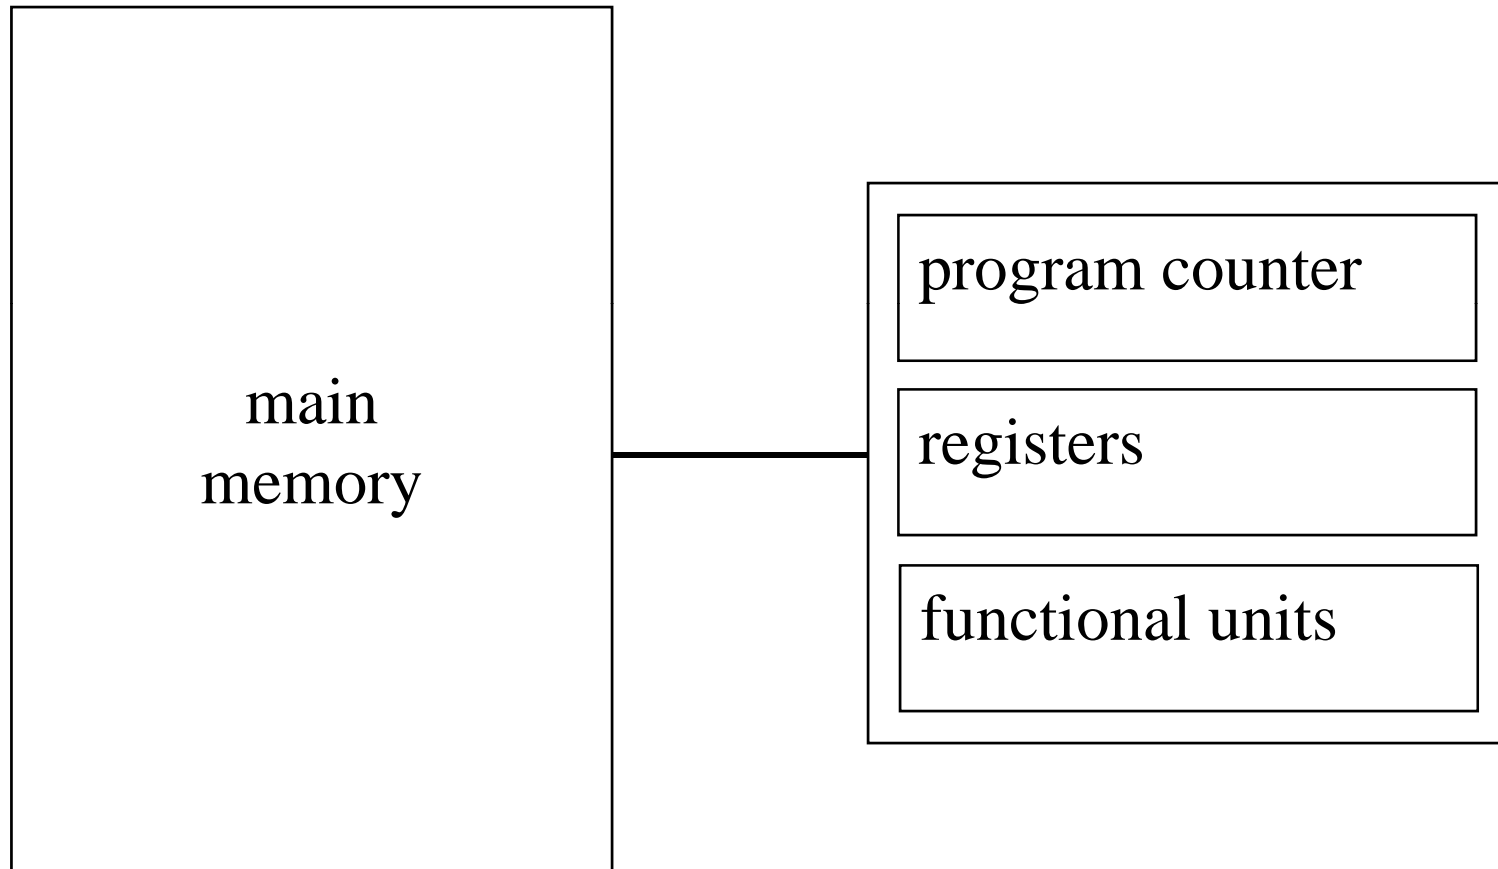 main
memory
program counter
registers
functional units